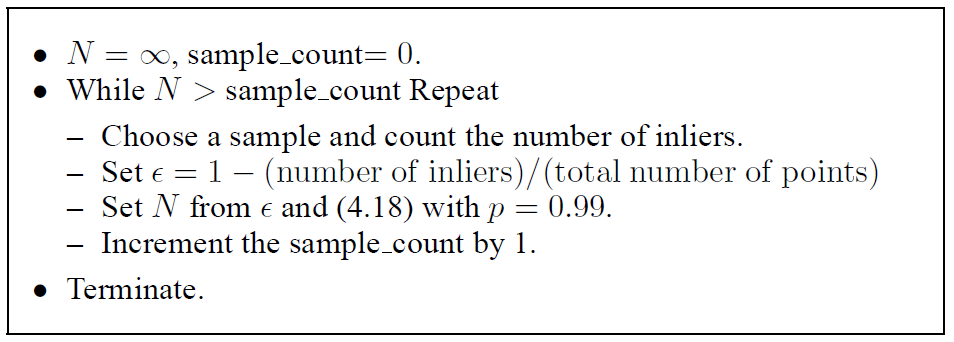 • N = ∞, sample_count= 0.
• While N > sample_count Repeat
– Choose a sample and count the number of inliers.
– Set ϵ = 1 − (number of inliers)/(total number of points)
– Set N from ϵ and (4.18) with p = 0.99.
– Increment the sample_count by 1.
• Terminate.